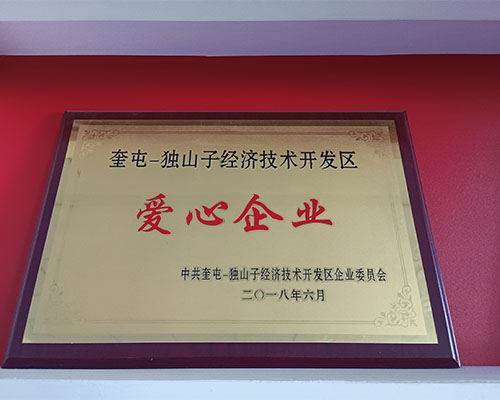 奎屯-独山子经济技术开发区
爱心企业
中共奎屯-独山子经济技术开发区企业委员会
二〇一八年六月